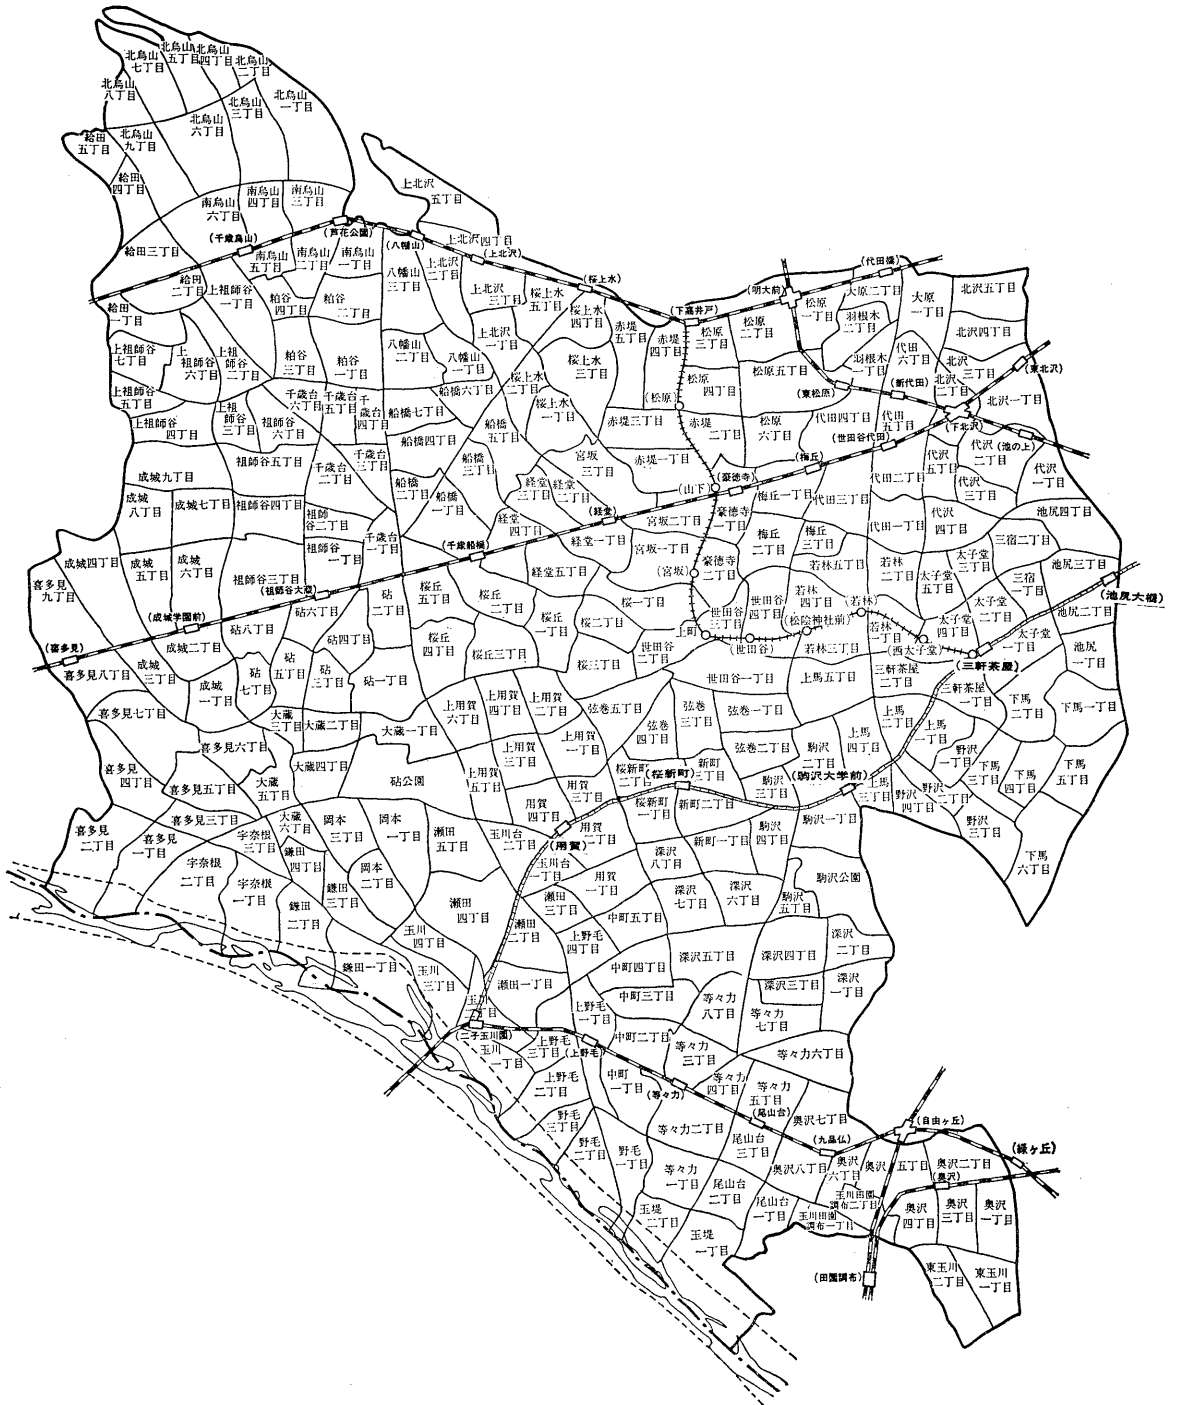 北烏山
七丁目
北烏山
五丁目
北烏山
四丁目
北烏山
二丁目
北烏山
八丁目
北烏山
三丁目
北烏山
一丁目
北烏山
六丁目
北烏山
九丁目
給田
五丁目
給田
四丁目
南烏山
六丁目
南烏山
四丁目
南烏山
三丁目
上北沢
五丁目
給田三丁目
(千歳烏山)
(芦花公園)
(八幡山)
上北沢四丁目
(上北沢)
南烏山
五丁目
南烏山
二丁目
南烏山
一丁目
給田
二丁目
給田
一丁目
上祖師谷
一丁目
粕谷
四丁目
粕谷
二丁目
八幡山
三丁目
上北沢
二丁目
上北沢
三丁目
桜上水
五丁目
(桜上水)
桜上水
四丁目
赤堤
五丁目
赤堤
四丁目
(下高井戸)
松原
三丁目
松原
二丁目
(明大前)
松原
一丁目
(代田橋)
大原二丁目
大原
一丁目
北沢五丁目
羽根木
二丁目
北沢四丁目
上祖師谷
七丁目
上
祖師谷
六丁目
上祖
師谷
二丁目
粕谷
三丁目
粕谷
一丁目
八幡山
二丁目
八幡山
一丁目
上北沢
一丁目
桜上水
三丁目
桜上水
二丁目
松原
四丁目
松原五丁目
羽根木
一丁目
代田
六丁目
北沢
三丁目
(東北沢)
(新代田)
北沢
二丁目
北沢一丁目
(東松原)
上祖師谷
五丁目
上祖師谷
四丁目
上祖
師谷
三丁目
祖師谷
六丁目
千歳台
六丁目
千歳台
五丁目
千
歳台
四丁目
船橋六丁目
船橋七丁目
船橋
五丁目
桜上水
一丁目
(松原)
赤堤三丁目
赤堤
二丁目
松原
六丁目
代田四丁目
代田
五丁目
(世田谷代田)
(下北沢)
(池の上)
船橋四丁目
祖師谷五丁目
千歳台
二丁目
千歳台
三丁目
船橋
三丁目
宮坂
三丁目
赤堤一丁目
(梅丘)
(豪徳寺)
代沢
二丁目
代沢
五丁目
代沢
三丁目
代沢
一丁目
成城九丁目
成城
八丁目
成城七丁目
祖師谷四丁目
祖師
谷二丁目
船橋
二丁目
船橋
一丁目
経堂
三丁目
経堂
二丁目
(山下)
豪徳寺
一丁目
梅丘一丁目
代田三丁目
代田二丁目
代沢
四丁目
池尻四丁目
経堂
四丁目
(経堂)
宮坂二丁目
経堂一丁目
梅丘
二丁目
梅丘
三丁目
代田一丁目
三宿二丁目
成城四丁目
成城
五丁目
成城
六丁目
祖師谷
一丁目
千歳台
一丁目
(千歳船橋)
宮坂一丁目
豪徳寺
二丁目
若林五丁目
若林
二丁目
太子堂
三丁目
太子堂
五丁目
三宿
一丁目
池尻三丁目
喜多見
九丁目
祖師谷三丁目
(祖師谷大蔵)
経堂五丁目
(宮坂)
(池尻大橋)
砧六丁目
砧
二丁目
桜丘
五丁目
桜丘
二丁目
桜一丁目
世田谷
三丁目
世田谷
四丁目
若林
四丁目
(若林)
太子堂
二丁目
太子堂
四丁目
太子堂
一丁目
池尻二丁目
(成城学園前)
成城二丁目
砧八丁目
砧四丁目
桜丘
四丁目
桜丘
一丁目
桜二丁目
上町
(世田谷)
(松陰神社前)
若林
一丁目
(西太子堂)
(三軒茶屋)
池尻
一丁目
(喜多見)
喜多見八丁目
成城
三丁目
成城
一丁目
砧
七丁目
砧
五丁目
砧
三丁目
砧一丁目
桜丘三丁目
桜三丁目
世田谷
二丁目
若林三丁目
世田谷一丁目
上馬五丁目
三軒茶屋
二丁目
三軒茶屋
一丁目
下馬
二丁目
下馬一丁目
喜多見七丁目
大蔵
三丁目
大蔵二丁目
大蔵一丁目
上用賀
六丁目
上用賀
四丁目
上用賀
二丁目
弦巻五丁目
弦巻
四丁目
弦巻
三丁目
弦巻一丁目
上馬
二丁目
上馬
一丁目
喜多見六丁目
大蔵四丁目
上用賀
三丁目
上用賀
一丁目
弦巻二丁目
駒沢
二丁目
上馬
四丁目
野沢
一丁目
下馬
三丁目
下馬
四丁目
下馬
五丁目
喜多見
四丁目
喜多見五丁目
大蔵
五丁目
砧公園
上用賀
五丁目
用賀
三丁目
用賀
四丁目
桜新町
二丁目
(桜新町)
駒沢
三丁目
(駒沢大学前)
上馬
三丁目
野沢
四丁目
野沢
二丁目
野沢
三丁目
喜多見三丁目
喜多見
二丁目
喜多見
一丁目
宇奈根
三丁目
大蔵
六丁目
岡本
三丁目
岡本
一丁目
瀬田
五丁目
玉川台
二丁目
(用賀)
用賀
二丁目
桜新町
一丁目
新町二丁目
新町一丁目
駒沢
四丁目
駒沢一丁目
下馬
六丁目
宇奈根
二丁目
宇奈根
一丁目
鎌田
四丁目
鎌田
三丁目
鎌田
二丁目
岡本
二丁目
瀬田
四丁目
玉川台
一丁目
用賀
一丁目
深沢
八丁目
深沢
七丁目
深沢
六丁目
駒沢公園
駒沢
五丁目
瀬田
三丁目
瀬田
二丁目
中町五丁目
玉川
四丁目
上野毛
四丁目
深沢五丁目
深沢四丁目
深沢
二丁目
鎌田一丁目
玉川
三丁目
瀬田一丁目
中町四丁目
中町三丁目
深沢三丁目
深沢
一丁目
等々力
八丁目
等々力
七丁目
上野毛
一丁目
(二子玉川園)
玉川
一丁目
上野毛
三丁目
(上野毛)
中町二丁目
等々力
三丁目
等々力六丁目
上野毛
二丁目
中町
一丁目
(等々力)
等々力
四丁目
等々力
五丁目
(尾山台)
奥沢七丁目
野毛
三丁目
野毛
二丁目
野毛
一丁目
等々力二丁目
尾山台
三丁目
(九品仏)
(自由ヶ丘)
(緑ヶ丘)
等々力
一丁目
尾山台
二丁目
奥沢八丁目
奥沢
六丁目
奥沢
五丁目
奥沢二丁目
(奥沢)
尾山台
一丁目
玉川田園
調布二丁目
玉川田園
調布一丁目
奥沢
四丁目
奥沢
三丁目
奥沢
一丁目
玉堤
二丁目
玉堤
一丁目
(田園調布)
東玉川
二丁目
東玉川
一丁目